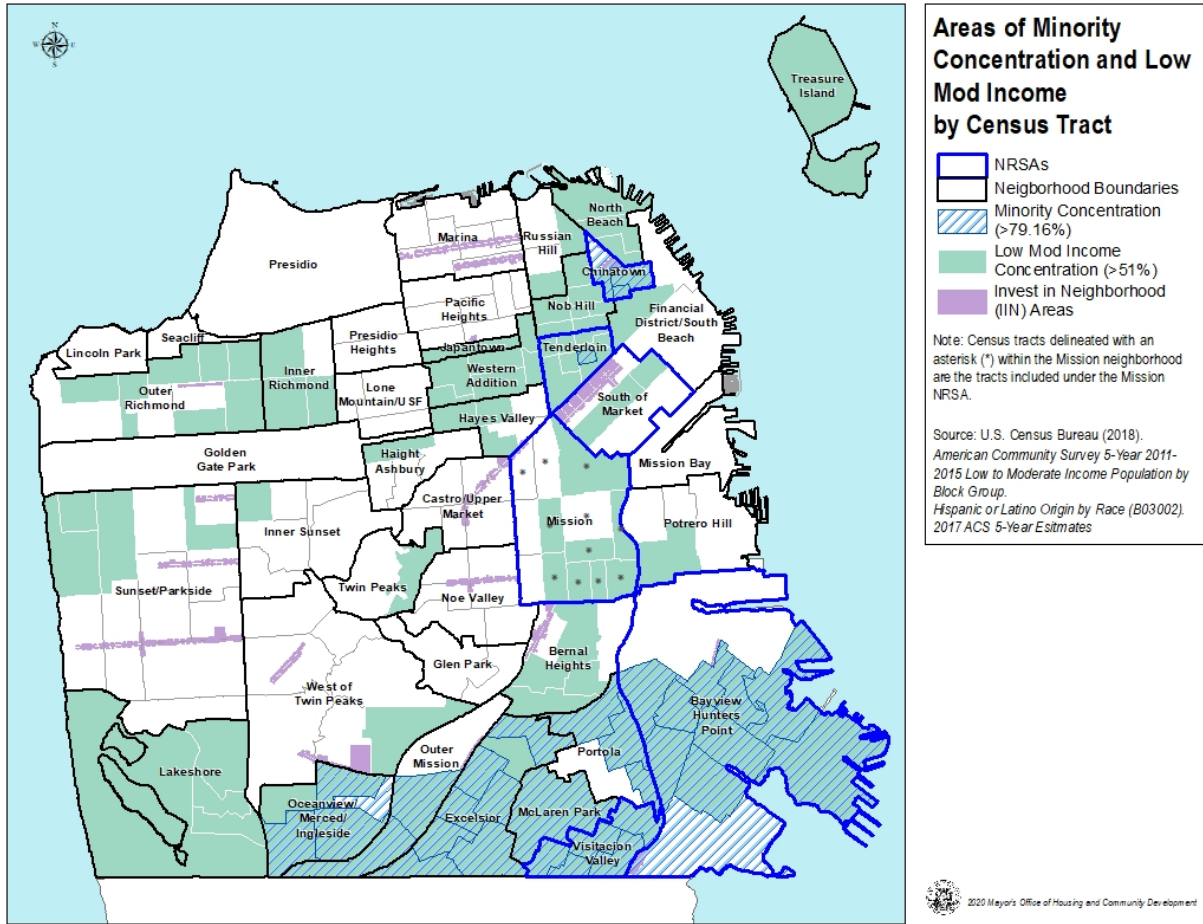 N
W
E
S
Treasure
Island
North
Beach
Marina
Russian
Hill
Presidio
Chinatown
Pacific
Heights
Nob Hill
Financial
District/South
Beach
Seacliff
Lincoln Park
Presidio
Heights
Japantown
Tenderloin
Inner
Richmond
Western
Addition
Outer
Richmond
Lone
Mountain/USF
South of
Market
Hayes Valley
Golden
Gate Park
Haight
Ashbury
Mission Bay
Castro/Upper
Market
Mission
Potrero Hill
Inner Sunset
Sunset/Parkside
Twin Peaks
Noe Valley
Glen Park
Bernal
Heights
West of
Twin Peaks
Bayview
Hunters
Point
Outer
Mission
Portola
Lakeshore
Oceanview/
Merced/
Ingleside
Excelsior
McLaren Park
Visitacion
Valley
Areas of Minority
Concentration and Low
Mod Income
by Census Tract
NRSAs
Neigborhood Boundaries
Minority Concentration
(>79.16%)
Low Mod Income
Concentration (>51%)
Invest in Neighborhood
(IIN) Areas
Note: Census tracts delineated with an
asterisk (*) within the Mission neighborhood
are the tracts included under the Mission
NRSA.
Source: U.S. Census Bureau (2018).
American Community Survey 5-Year 2011-
2015 Low to Moderate Income Population by
Block Group.
Hispanic or Latino Origin by Race (B03002).
2017 ACS 5-Year Esitmates
2020 Mayor's Office of Housing and Community Development